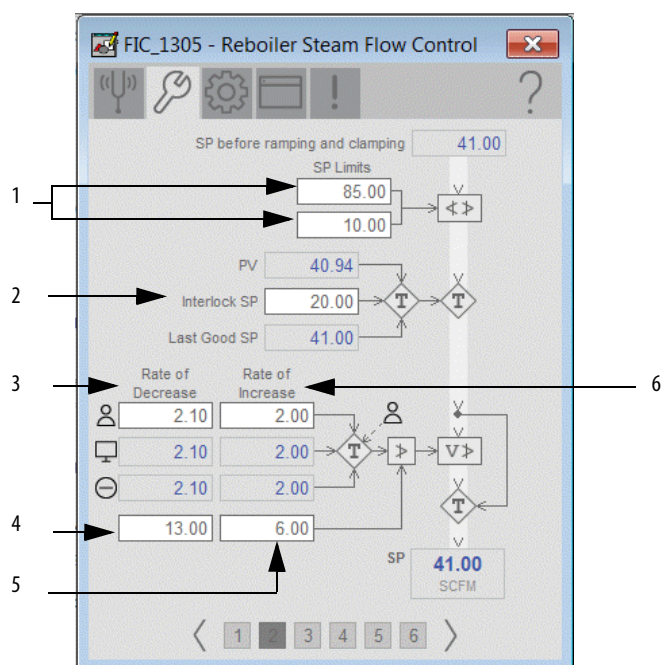 FIC_1305 - Reboiler Steam Flow Control
?
SP before ramping and clamping 41.00
SP Limits
1
85.00
10.00
PV 40.94
2 Interlock SP 20.00 T T
Last Good SP 41.00
3 Rate of Decrease Rate of Increase 6
2.10 2.00
2.10 2.00 T
2.10 2.00
T
4 13.00 6.00
5
SP 41.00
SCFM
1 2 3 4 5 6